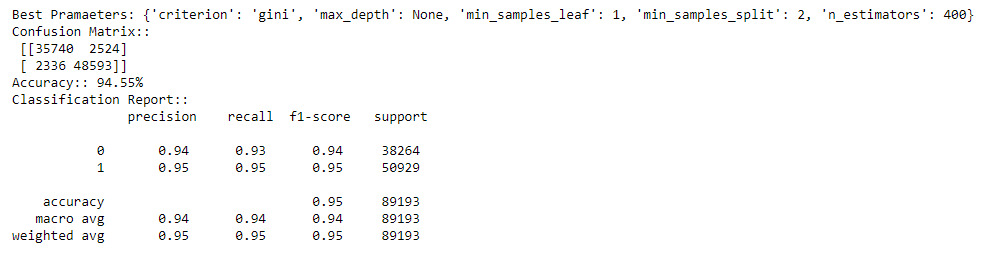 Best Pramaeters: {'criterion': 'gini', 'max_depth': None, 'min_samples_leaf': 1, 'min_samples_split': 2, 'n_estimators': 400}
Confusion Matrix::
[[35740 2524]
[ 2336 48593]]
Accuracy:: 94.55%
Classification Report::
precision recall f1-score support
0 0.94 0.93 0.94 38264
1 0.95 0.95 0.95 50929
accuracy 0.95 89193
macro avg 0.94 0.94 0.94 89193
weighted avg 0.95 0.95 0.95 89193